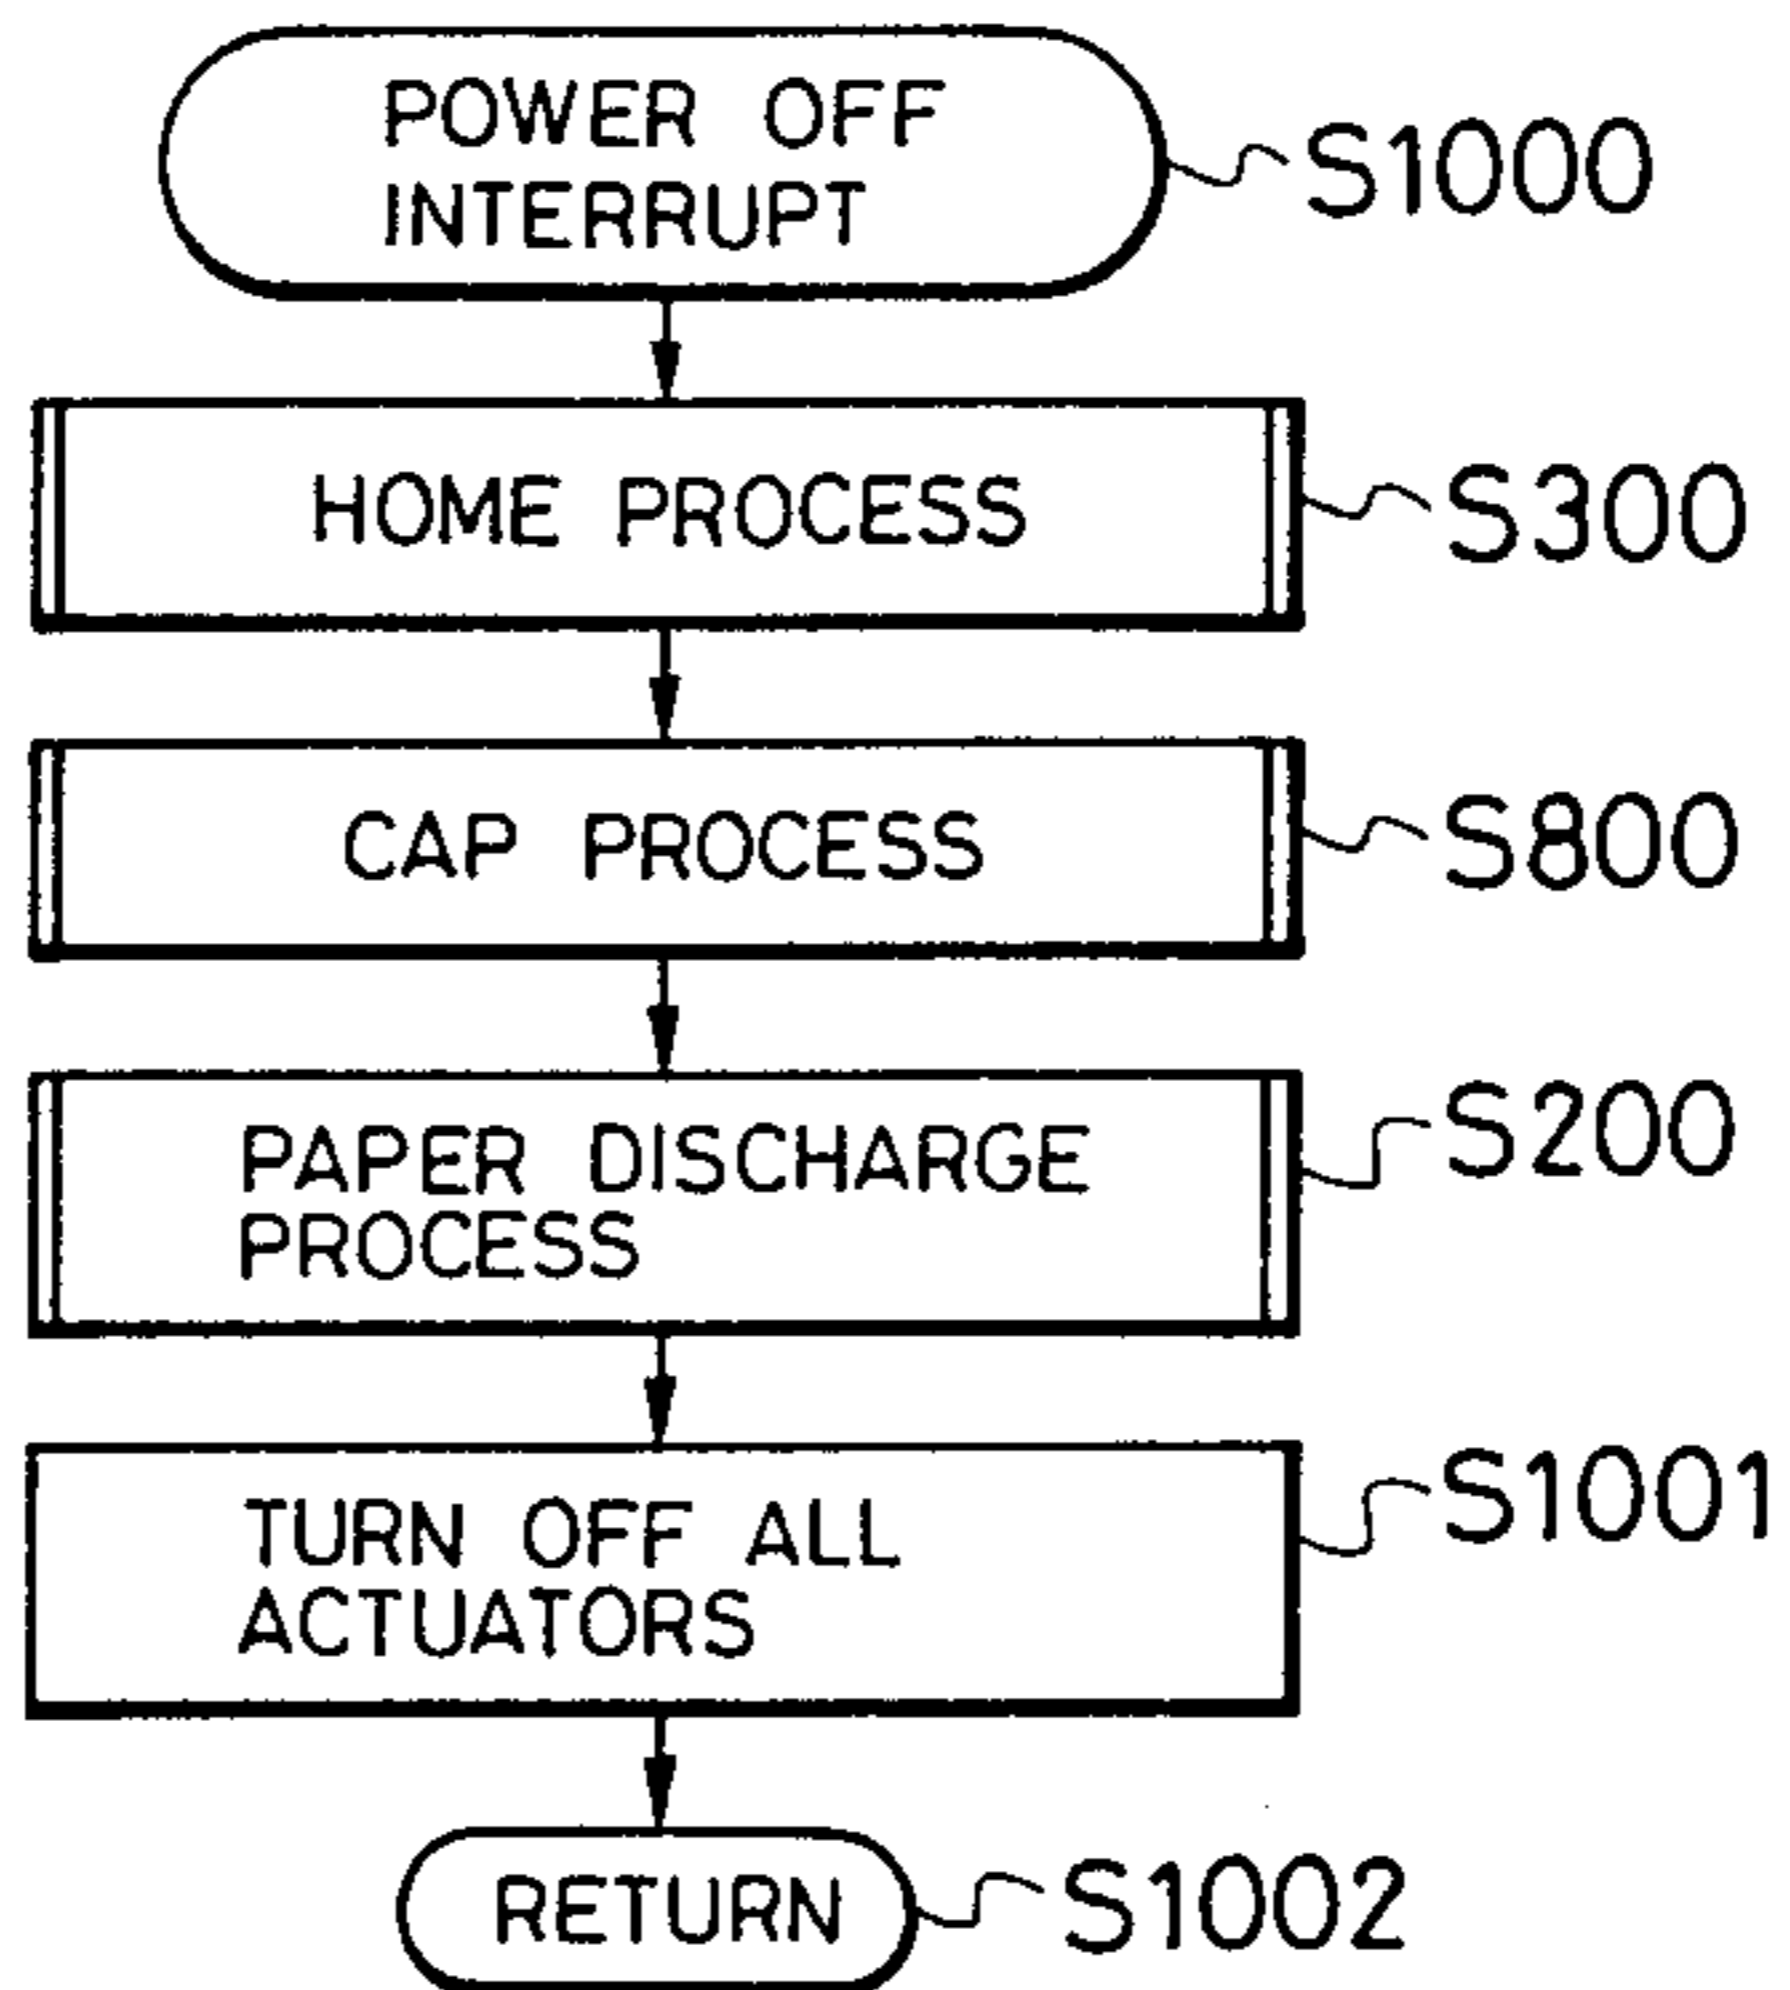 POWER OFF
INTERRUPT
S1000
HOME PROCESS
S300
CAP PROCESS
S800
PAPER DISCHARGE
PROCESS
S200
TURN OFF ALL
ACTUATORS
S1001
RETURN
S1002